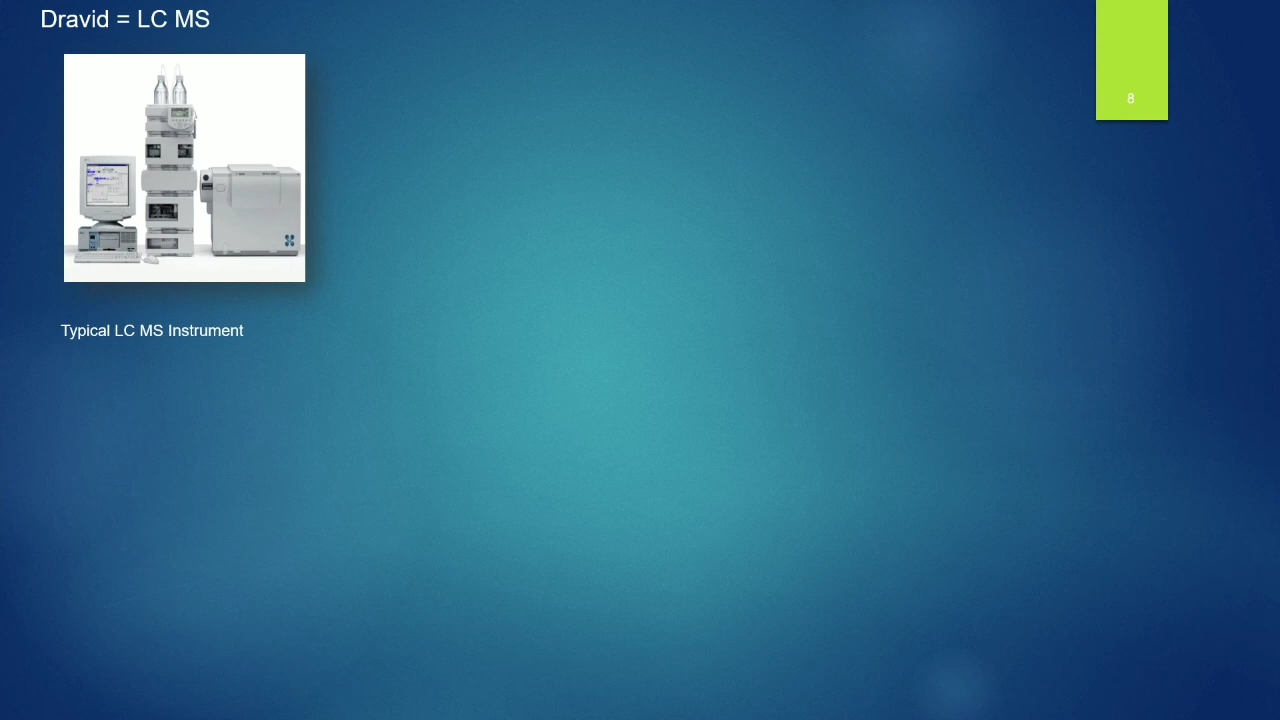 Dravid = LC MS
8
Typical LC MS Instrument